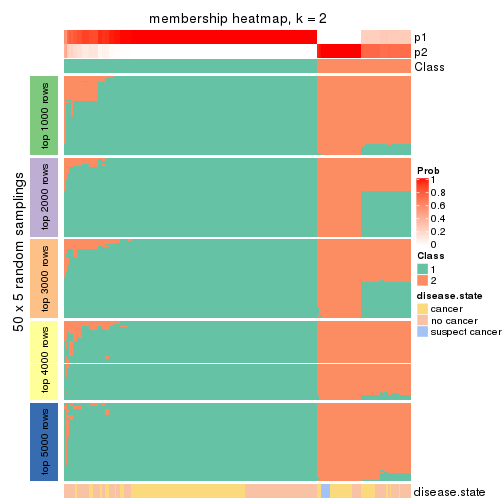 membership heatmap, k = 2
p1
p2
Class
50 x 5 random samplings
top 1000 rows
top 2000 rows
top 3000 rows
top 4000 rows
top 5000 rows
Prob
1
0.8
0.6
0.4
0.2
0
Class
1
2
disease.state
cancer
no cancer
suspect cancer
disease.state